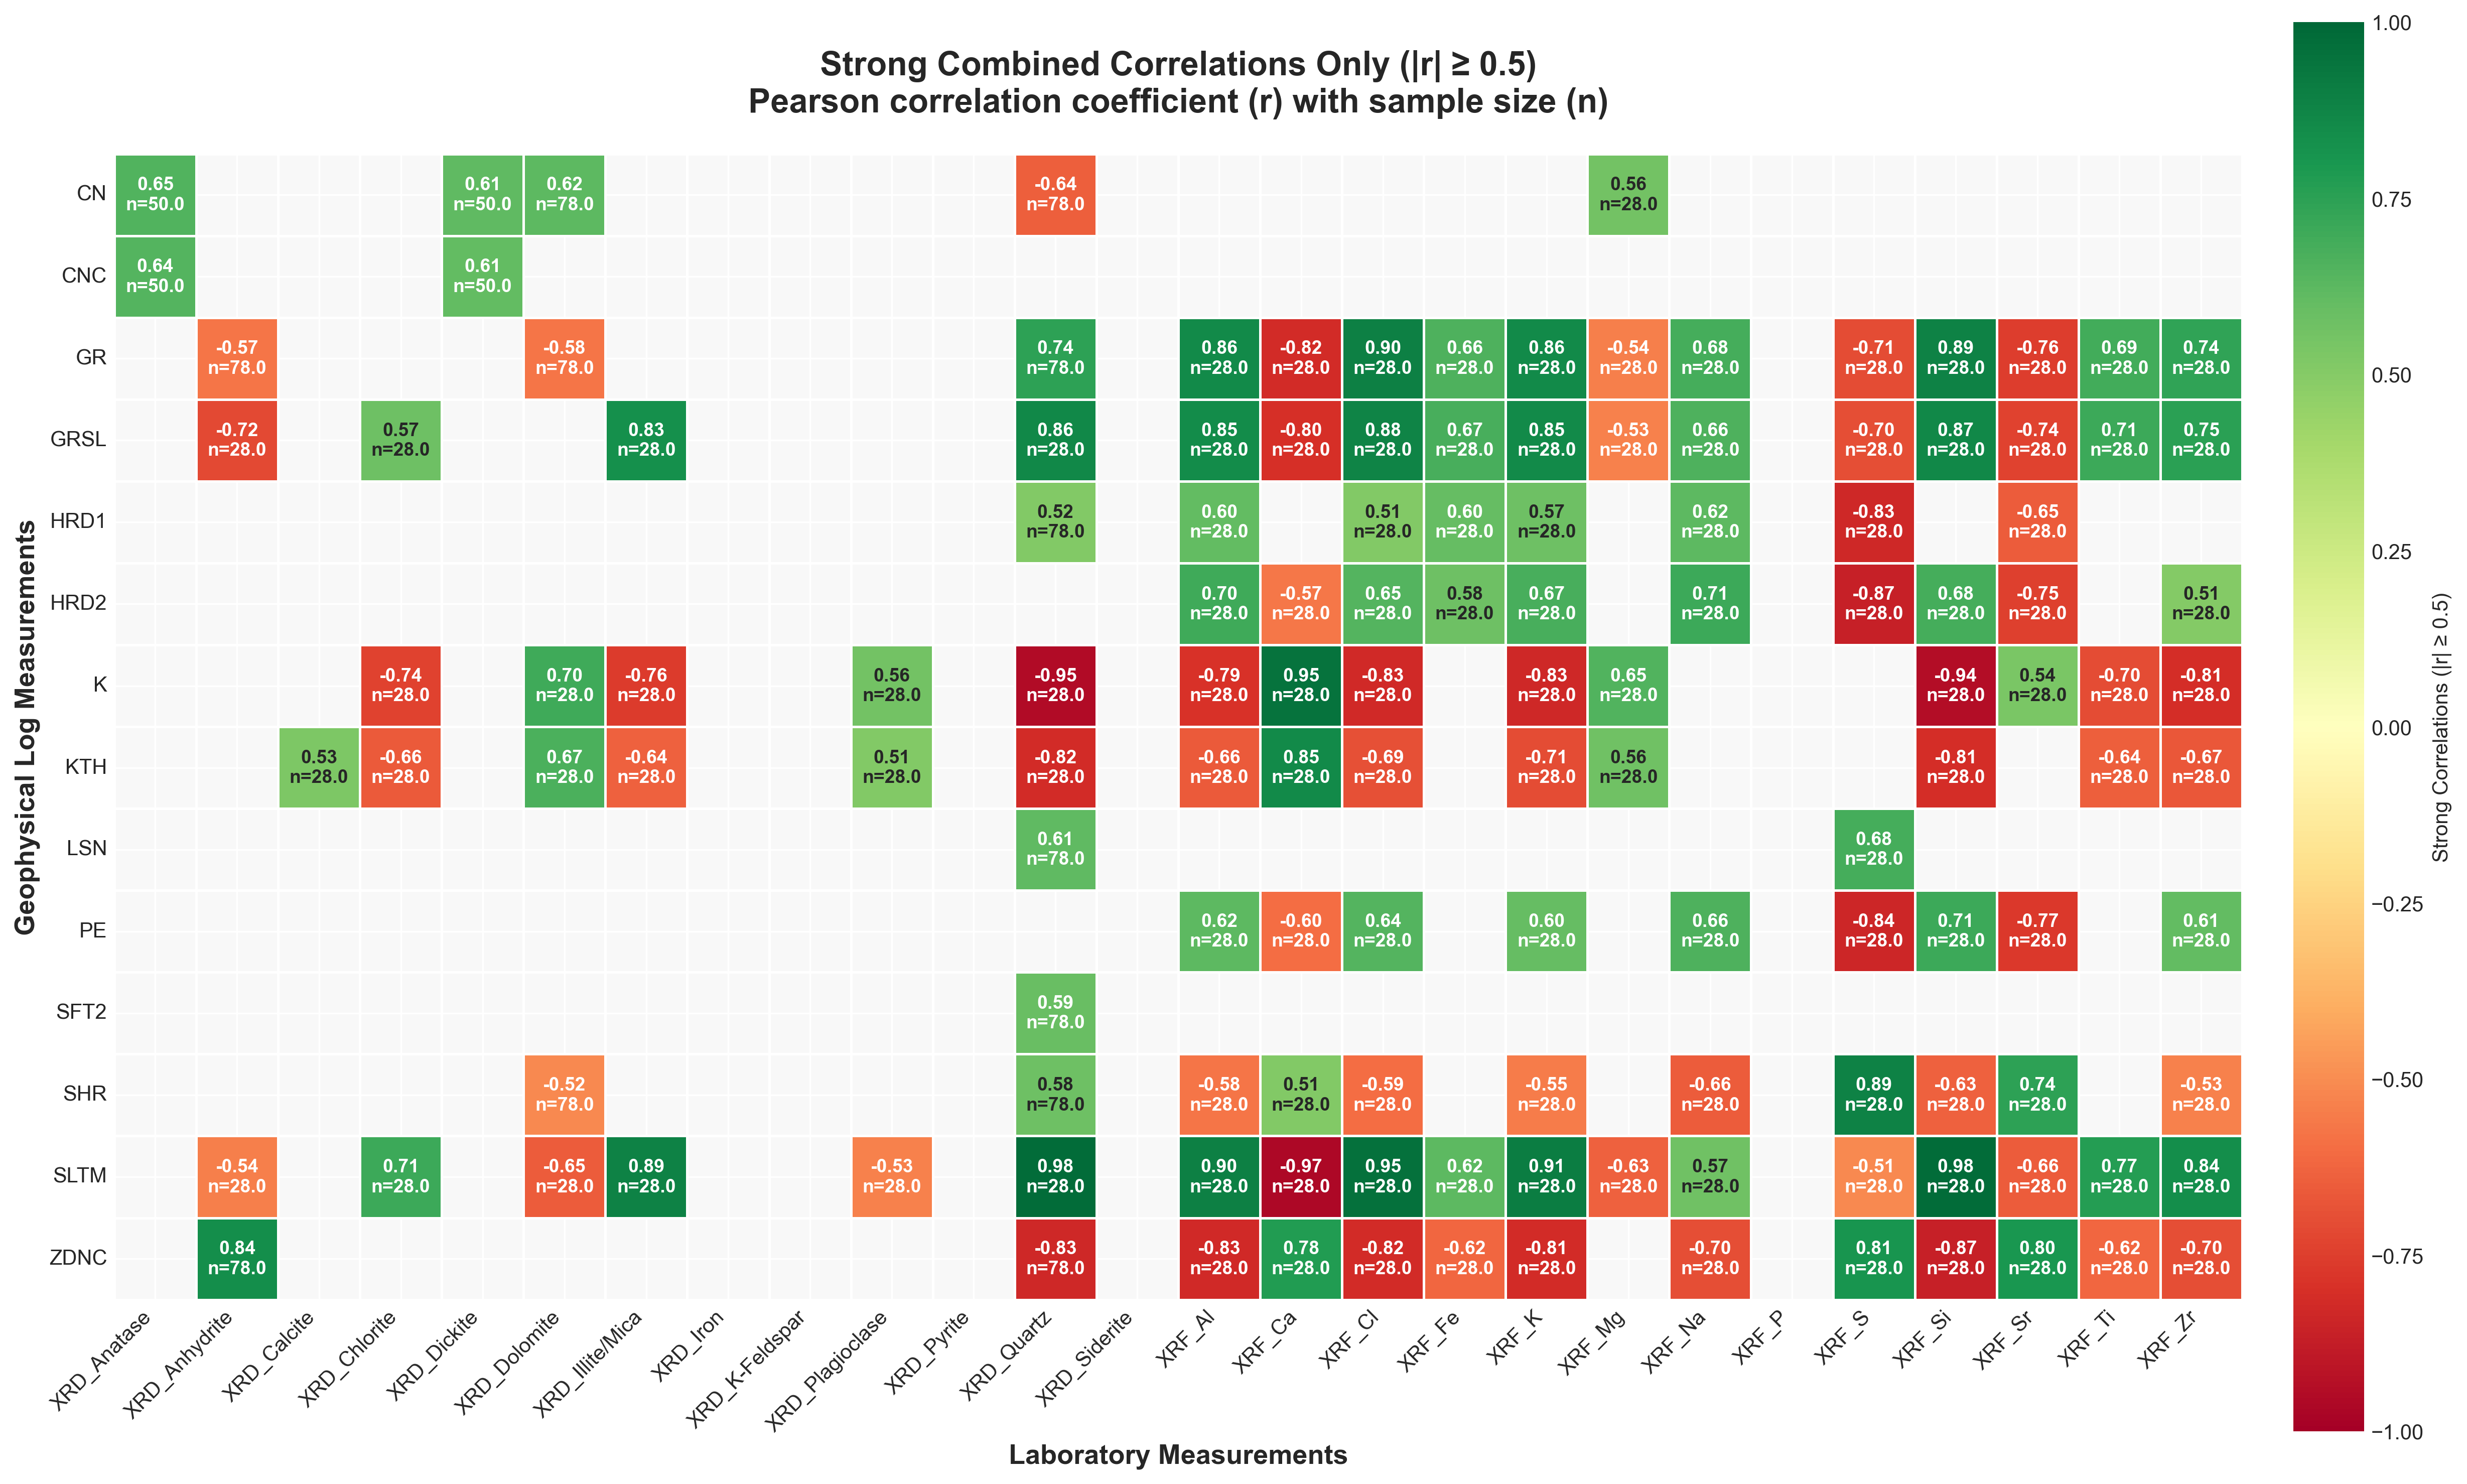 Strong Combined Correlations Only (|r| ≥ 0.5)
Pearson correlation coefficient (r) with sample size (n)
Geophysical Log Measurements
CN
0.65 0.61 0.62 -0.64 0.56
n=50.0 n=50.0 n=78.0 n=78.0 n=28.0
CNC
0.64 0.61
n=50.0 n=50.0
GR
-0.57 -0.58 0.74 0.86 -0.82 0.90 0.66 0.86 -0.54 0.68 -0.71 0.89 -0.76 0.69 0.74
n=78.0 n=78.0 n=78.0 n=28.0 n=28.0 n=28.0 n=28.0 n=28.0 n=28.0 n=28.0 n=28.0 n=28.0 n=28.0 n=28.0 n=28.0
GRSL
-0.72 0.57 0.83 0.86 0.85 -0.80 0.88 0.67 0.85 -0.53 0.66 -0.70 0.87 -0.74 0.71 0.75
n=28.0 n=28.0 n=28.0 n=28.0 n=28.0 n=28.0 n=28.0 n=28.0 n=28.0 n=28.0 n=28.0 n=28.0 n=28.0 n=28.0 n=28.0 n=28.0
HRD1
0.52 0.60 0.51 0.60 0.57 0.62 -0.83 -0.65
n=78.0 n=28.0 n=28.0 n=28.0 n=28.0 n=28.0 n=28.0 n=28.0
HRD2
0.70 -0.57 0.65 0.58 0.67 0.71 -0.87 0.68 -0.75 0.51
n=28.0 n=28.0 n=28.0 n=28.0 n=28.0 n=28.0 n=28.0 n=28.0 n=28.0 n=28.0
K
-0.74 0.70 -0.76 0.56 -0.95 -0.79 0.95 -0.83 -0.83 0.65 -0.94 0.54 -0.70 -0.81
n=28.0 n=28.0 n=28.0 n=28.0 n=28.0 n=28.0 n=28.0 n=28.0 n=28.0 n=28.0 n=28.0 n=28.0 n=28.0 n=28.0
KTH
0.53 -0.66 0.67 -0.64 0.51 -0.82 -0.66 0.85 -0.69 -0.71 0.56 -0.81 -0.64 -0.67
n=28.0 n=28.0 n=28.0 n=28.0 n=28.0 n=28.0 n=28.0 n=28.0 n=28.0 n=28.0 n=28.0 n=28.0 n=28.0 n=28.0
LSN
0.61 0.68
n=78.0 n=28.0
PE
0.62 -0.60 0.64 0.60 0.66 -0.84 0.71 -0.77 0.61
n=28.0 n=28.0 n=28.0 n=28.0 n=28.0 n=28.0 n=28.0 n=28.0 n=28.0
SFT2
0.59
n=78.0
SHR
-0.52 0.58 -0.58 0.51 -0.59 -0.55 -0.66 0.89 -0.63 0.74 -0.53
n=78.0 n=78.0 n=28.0 n=28.0 n=28.0 n=28.0 n=28.0 n=28.0 n=28.0 n=28.0 n=28.0
SLTM
-0.54 0.71 -0.65 0.89 -0.53 0.98 0.90 -0.97 0.95 0.62 0.91 -0.63 0.57 -0.51 0.98 -0.66 0.77 0.84
n=28.0 n=28.0 n=28.0 n=28.0 n=28.0 n=28.0 n=28.0 n=28.0 n=28.0 n=28.0 n=28.0 n=28.0 n=28.0 n=28.0 n=28.0 n=28.0 n=28.0 n=28.0
ZDNC
0.84 -0.83 -0.83 0.78 -0.82 -0.62 -0.81 -0.70 0.81 -0.87 0.80 -0.62 -0.70
n=78.0 n=78.0 n=28.0 n=28.0 n=28.0 n=28.0 n=28.0 n=28.0 n=28.0 n=28.0 n=28.0 n=28.0 n=28.0
XRD_Anatase
XRD_Anhydrite
XRD_Calcite
XRD_Chlorite
XRD_Dickite
XRD_Dolomite
XRD_Illite/Mica
XRD_Iron
XRD_K-Feldspar
XRD_Plagioclase
XRD_Pyrite
XRD_Quartz
XRD_Siderite
XRF_Al
XRF_Ca
XRF_Cl
XRF_Fe
XRF_K
XRF_Mg
XRF_Na
XRF_P
XRF_S
XRF_Si
XRF_Sr
XRF_Ti
XRF_Zr
Laboratory Measurements
1.00
0.75
0.50
0.25
0.00
−0.25
−0.50
−0.75
−1.00
Strong Correlations (|r| ≥ 0.5)